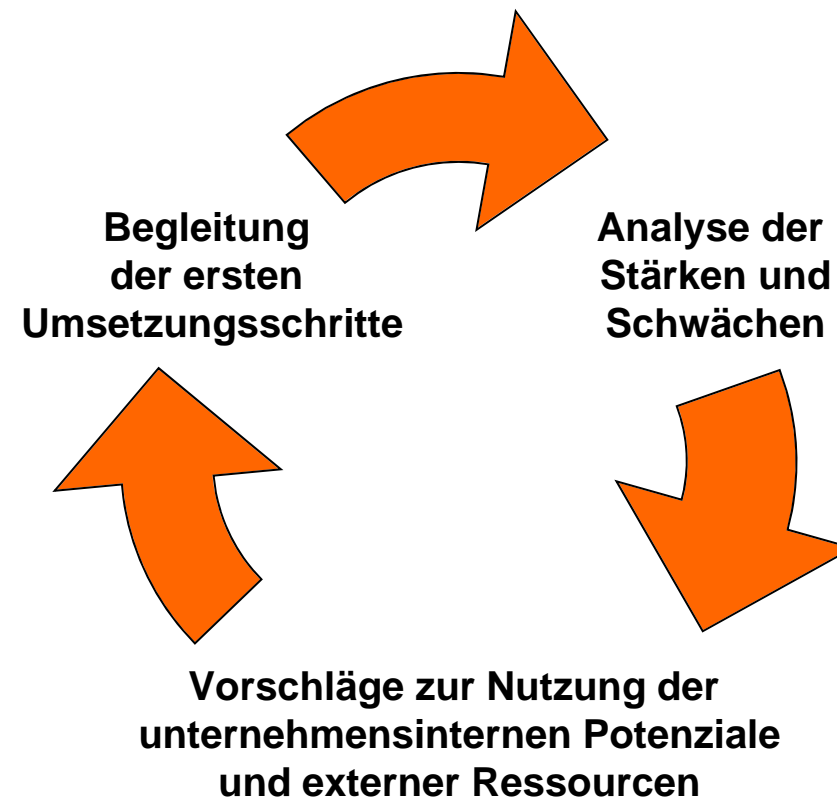 Begleitung
der ersten
Umsetzungsschritte
Analyse der
Stärken und
Schwächen
Vorschläge zur Nutzung der
unternehmensinternen Potenziale
und externer Ressourcen